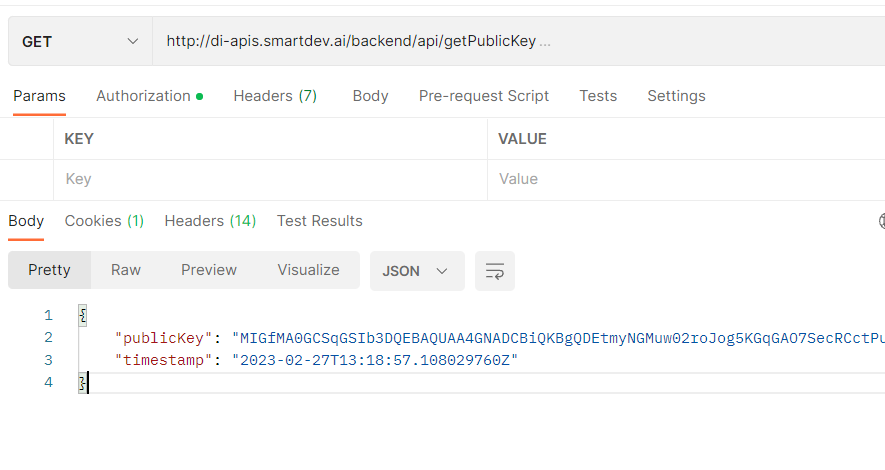 GET http://di-apis.smartdev.ai/backend/api/getPublicKey ...
Params Authorization Headers (7) Body Pre-request Script Tests Settings
KEY VALUE
Key Value
Body Cookies (1) Headers (14) Test Results
Pretty Raw Preview Visualize JSON
1 {
2 "publicKey": "MIGfMA0GCSqGSIb3DQEBAQUAA4GNADCBiQKBgQDEtmyNGMuw02roJog5KGqGAO7SecRCctPu
3 "timestamp": "2023-02-27T13:18:57.108029760Z"
4 }